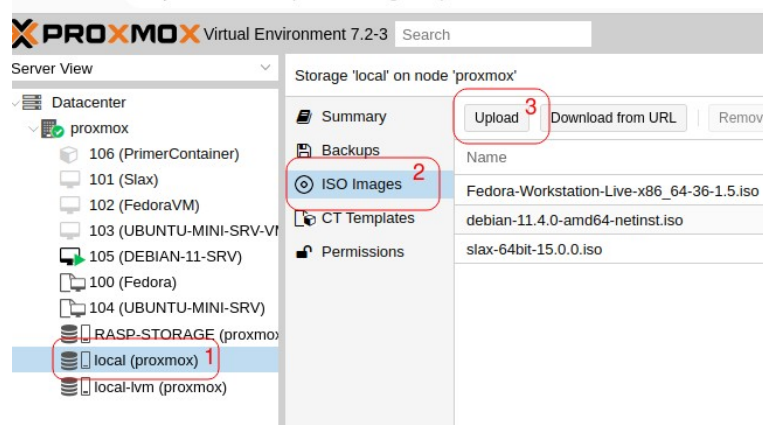 PROXMOX Virtual Environment 7.2-3 Search
Server View
Datacenter
proxmox
106 (PrimerContainer)
101 (Slax)
102 (FedoraVM)
103 (UBUNTU-MINI-SRV-V
105 (DEBIAN-11-SRV)
100 (Fedora)
104 (UBUNTU-MINI-SRV)
RASP-STORAGE (proxmo
local (proxmox) 1
local-lvm (proxmox)
Storage 'local' on node 'proxmox'
Summary
Backups
ISO Images 2
CT Templates
Permissions
Upload 3 Download from URL Remov
Name
Fedora-Workstation-Live-x86_64-36-1.5.iso
debian-11.4.0-amd64-netinst.iso
slax-64bit-15.0.0.iso